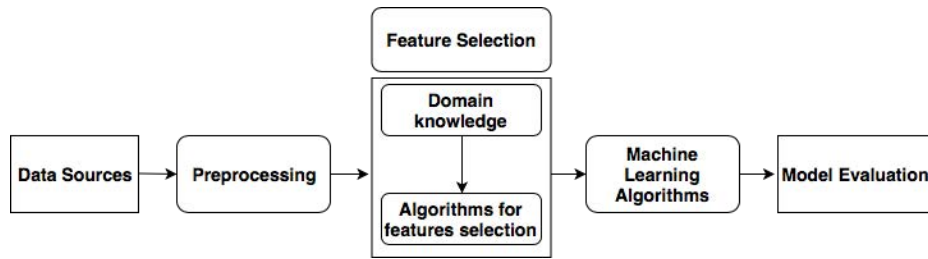 Feature Selection
Domain
knowledge
Data Sources
Preprocessing
Algorithms for
features selection
Machine
Learning
Algorithms
Model Evaluation